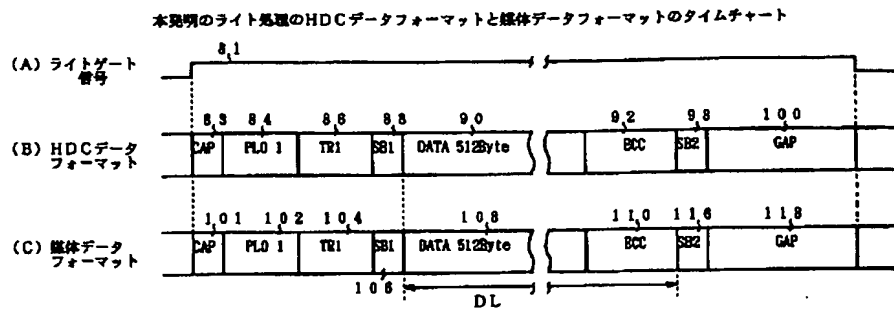 本発明のライト処理のHDCデータフォーマットと媒体データフォーマットのタイムチャート
81
(A) ライトゲート
信号
83 84 86 88 90 92 98 100
(B) HDCデータ
フォーマット
CAP PLO 1 TR1 SB1 DATA 512Byte ECC SB2 GAP
101 102 104 108 110 116 118
(C) 媒体データ
フォーマット
CAP PLO 1 TR1 SB1 DATA 512Byte ECC SB2 GAP
106
DL